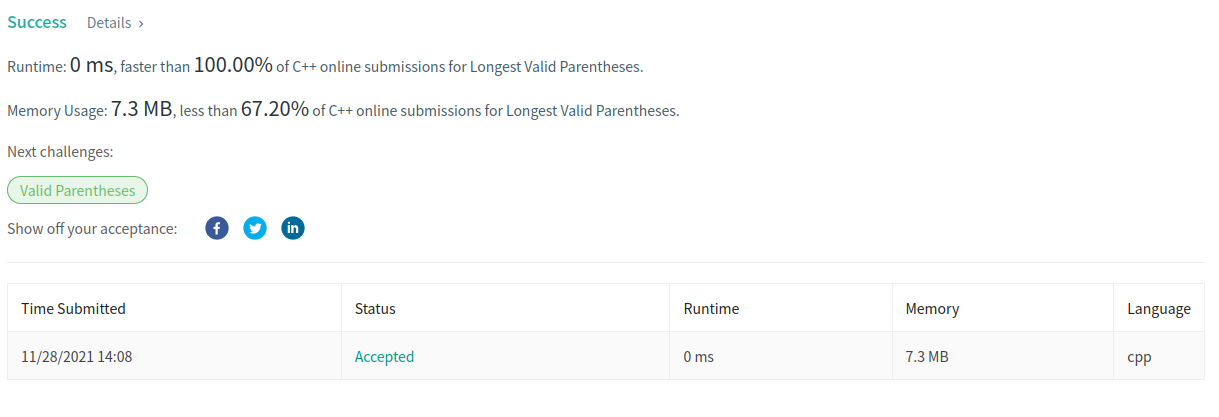 Success Details ›
Runtime: 0 ms, faster than 100.00% of C++ online submissions for Longest Valid Parentheses.
Memory Usage: 7.3 MB, less than 67.20% of C++ online submissions for Longest Valid Parentheses.
Next challenges:
Valid Parentheses
Show off your acceptance: f in
Time Submitted Status Runtime Memory Language
11/28/2021 14:08 Accepted 0 ms 7.3 MB cpp